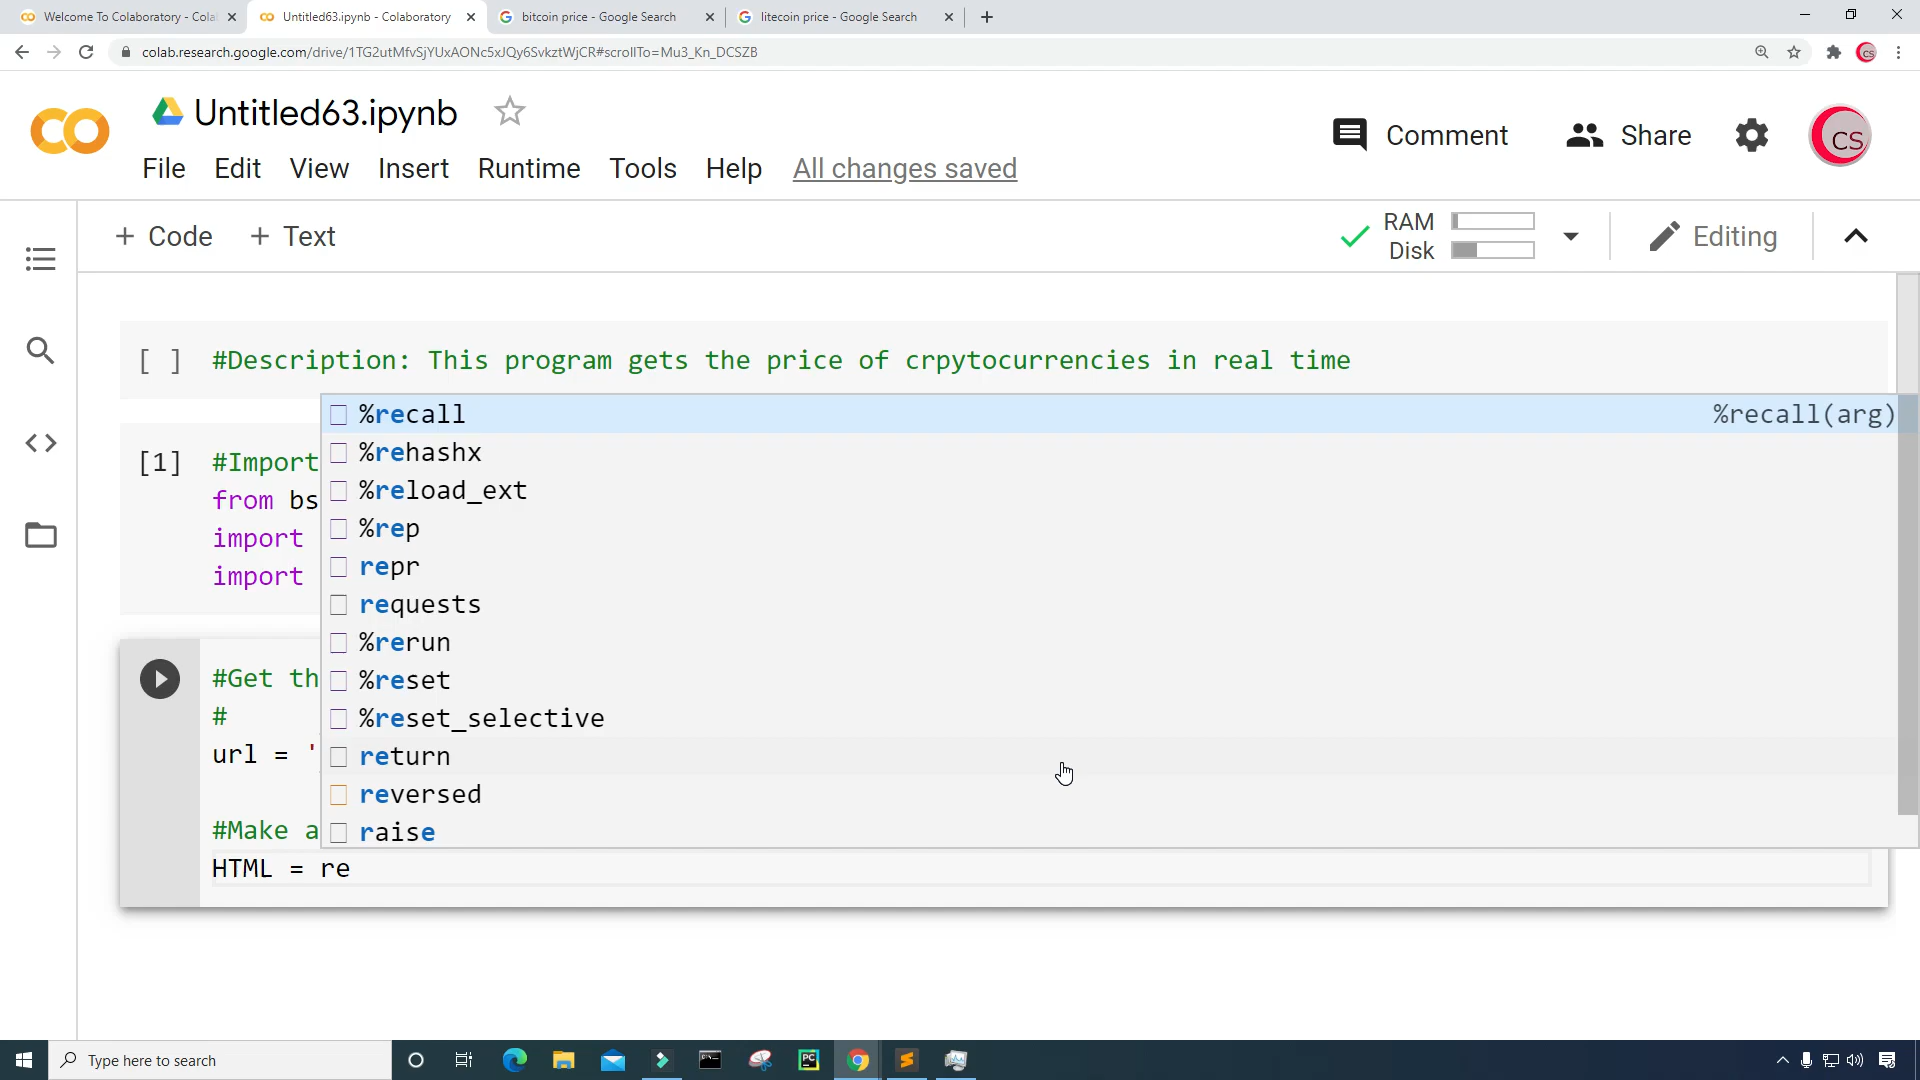 Welcome To Colaboratory - Cola
Untitled63.ipynb - Colaboratory
bitcoin price - Google Search
litecoin price - Google Search
colab.research.google.com/drive/1TG2utMfvSjYUxAONc5xJQy6SvkztWjCR#scrollTo=Mu3_Kn_DCSZB
CS
Untitled63.ipynb
Comment
Share
CS
File Edit View Insert Runtime Tools Help All changes saved
+ Code + Text
RAM
Disk
Editing
[ ] #Description: This program gets the price of crpytocurrencies in real time
%recall %recall(arg)
%rehashx
[1] #Import
%reload_ext
from bs
%rep
import
repr
import
requests
%rerun
%reset
#Get th
%reset_selective
#
return
url = '
reversed
raise
#Make a
HTML = re
Type here to search
PC